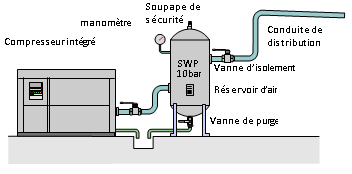 Soupape de
sécurité
manomètre
Conduite de
distribution
Compresseur intégré
SWP
10bar
Vanne d'isolement
Réservoir d'air
Vanne de purge